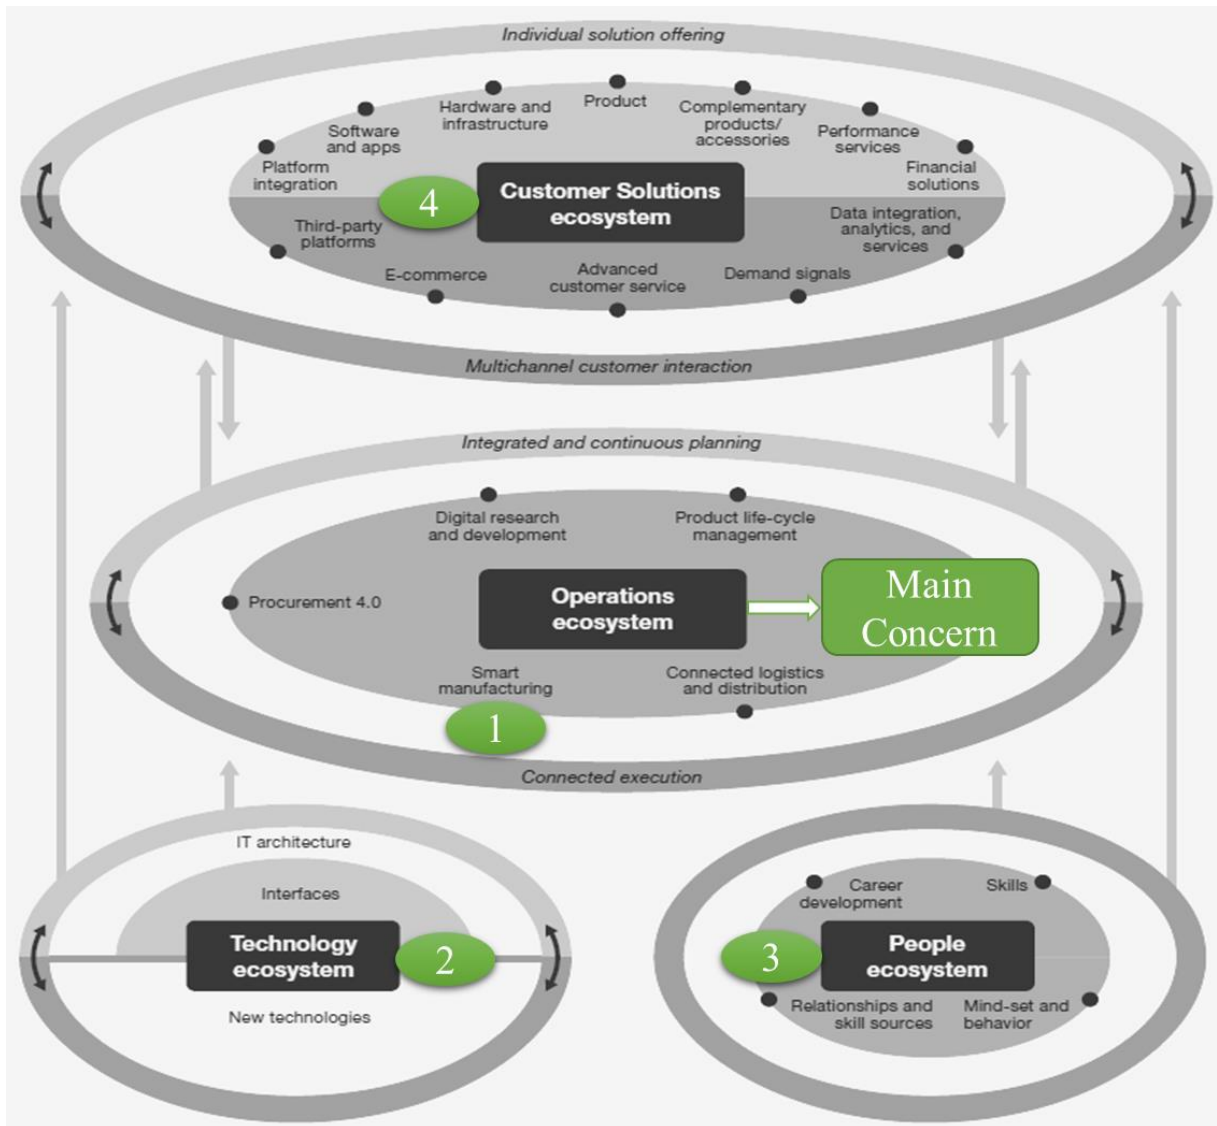 Individual solution offering
Product
Hardware and
infrastructure
Complementary
products/
accessories
Software
and apps
Performance
services
Platform
integration
Financial
solutions
4
Customer Solutions
ecosystem
Third-party
platforms
Data integration,
analytics, and
services
E-commerce
Advanced
customer service
Demand signals
Multichannel customer interaction
Integrated and continuous planning
Digital research
and development
Product life-cycle
management
Procurement 4.0
Operations
ecosystem
Main
Concern
Smart
manufacturing
Connected logistics
and distribution
1
Connected execution
IT architecture
Interfaces
Technology
ecosystem
2
New technologies
Career
development
Skills
3
People
ecosystem
Relationships and
skill sources
Mind-set and
behavior